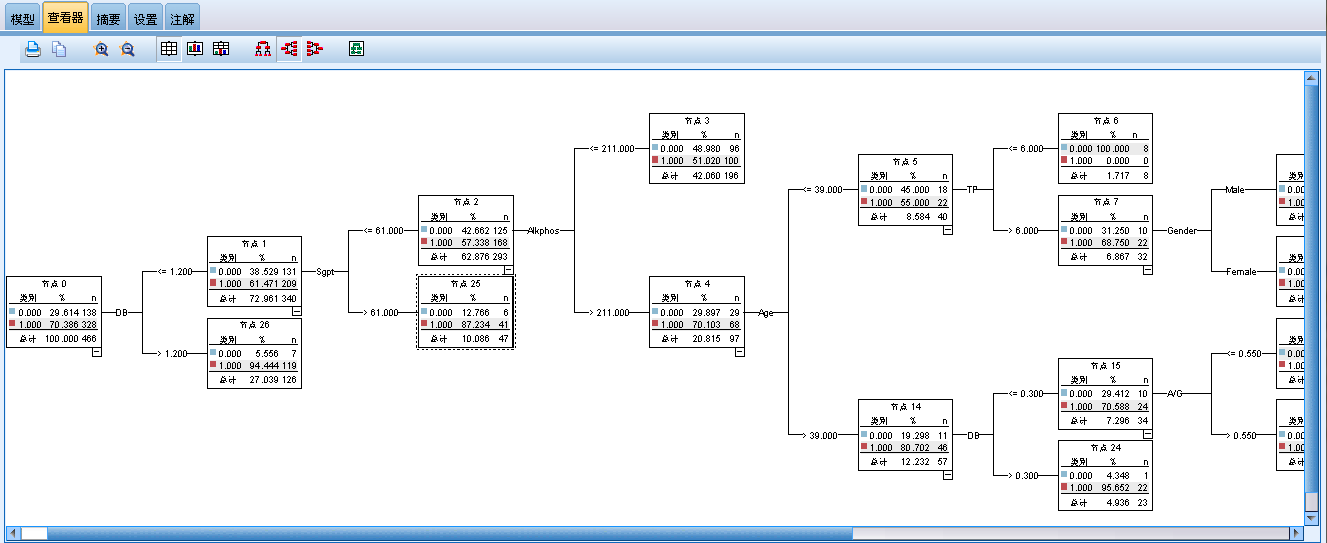 模型 查看器 摘要 设置 注解
节点 0
类别 % n
0.000 29.614 138
1.000 70.386 328
总计 100.000 466
DB
<= 1.200
> 1.200
节点 1
类别 % n
0.000 38.529 131
1.000 61.471 209
总计 72.961 340
节点 26
类别 % n
0.000 5.556 7
1.000 94.444 119
总计 27.039 126
Sgpt
<= 61.000
> 61.000
节点 2
类别 % n
0.000 42.662 125
1.000 57.338 168
总计 62.876 293
节点 25
类别 % n
0.000 12.766 6
1.000 87.234 41
总计 10.086 47
Alkphos
<= 211.000
> 211.000
节点 3
类别 % n
0.000 48.980 96
1.000 51.020 100
总计 42.060 196
节点 4
类别 % n
0.000 29.897 29
1.000 70.103 68
总计 20.815 97
Age
<= 39.000
> 39.000
节点 5
类别 % n
0.000 45.000 18
1.000 55.000 22
总计 8.584 40
TP
<= 6.000
> 6.000
节点 6
类别 % n
0.000 100.000 8
1.000 0.000 0
总计 1.717 8
节点 7
类别 % n
0.000 31.250 10
1.000 68.750 22
总计 6.867 32
Gender
Male
Female
节点 14
类别 % n
0.000 19.298 11
1.000 80.702 46
总计 12.232 57
DB
<= 0.300
> 0.300
节点 15
类别 % n
0.000 29.412 10
1.000 70.588 24
总计 7.296 34
节点 24
类别 % n
0.000 4.348 1
1.000 95.652 22
总计 4.936 23
A/G
<= 0.550
> 0.550